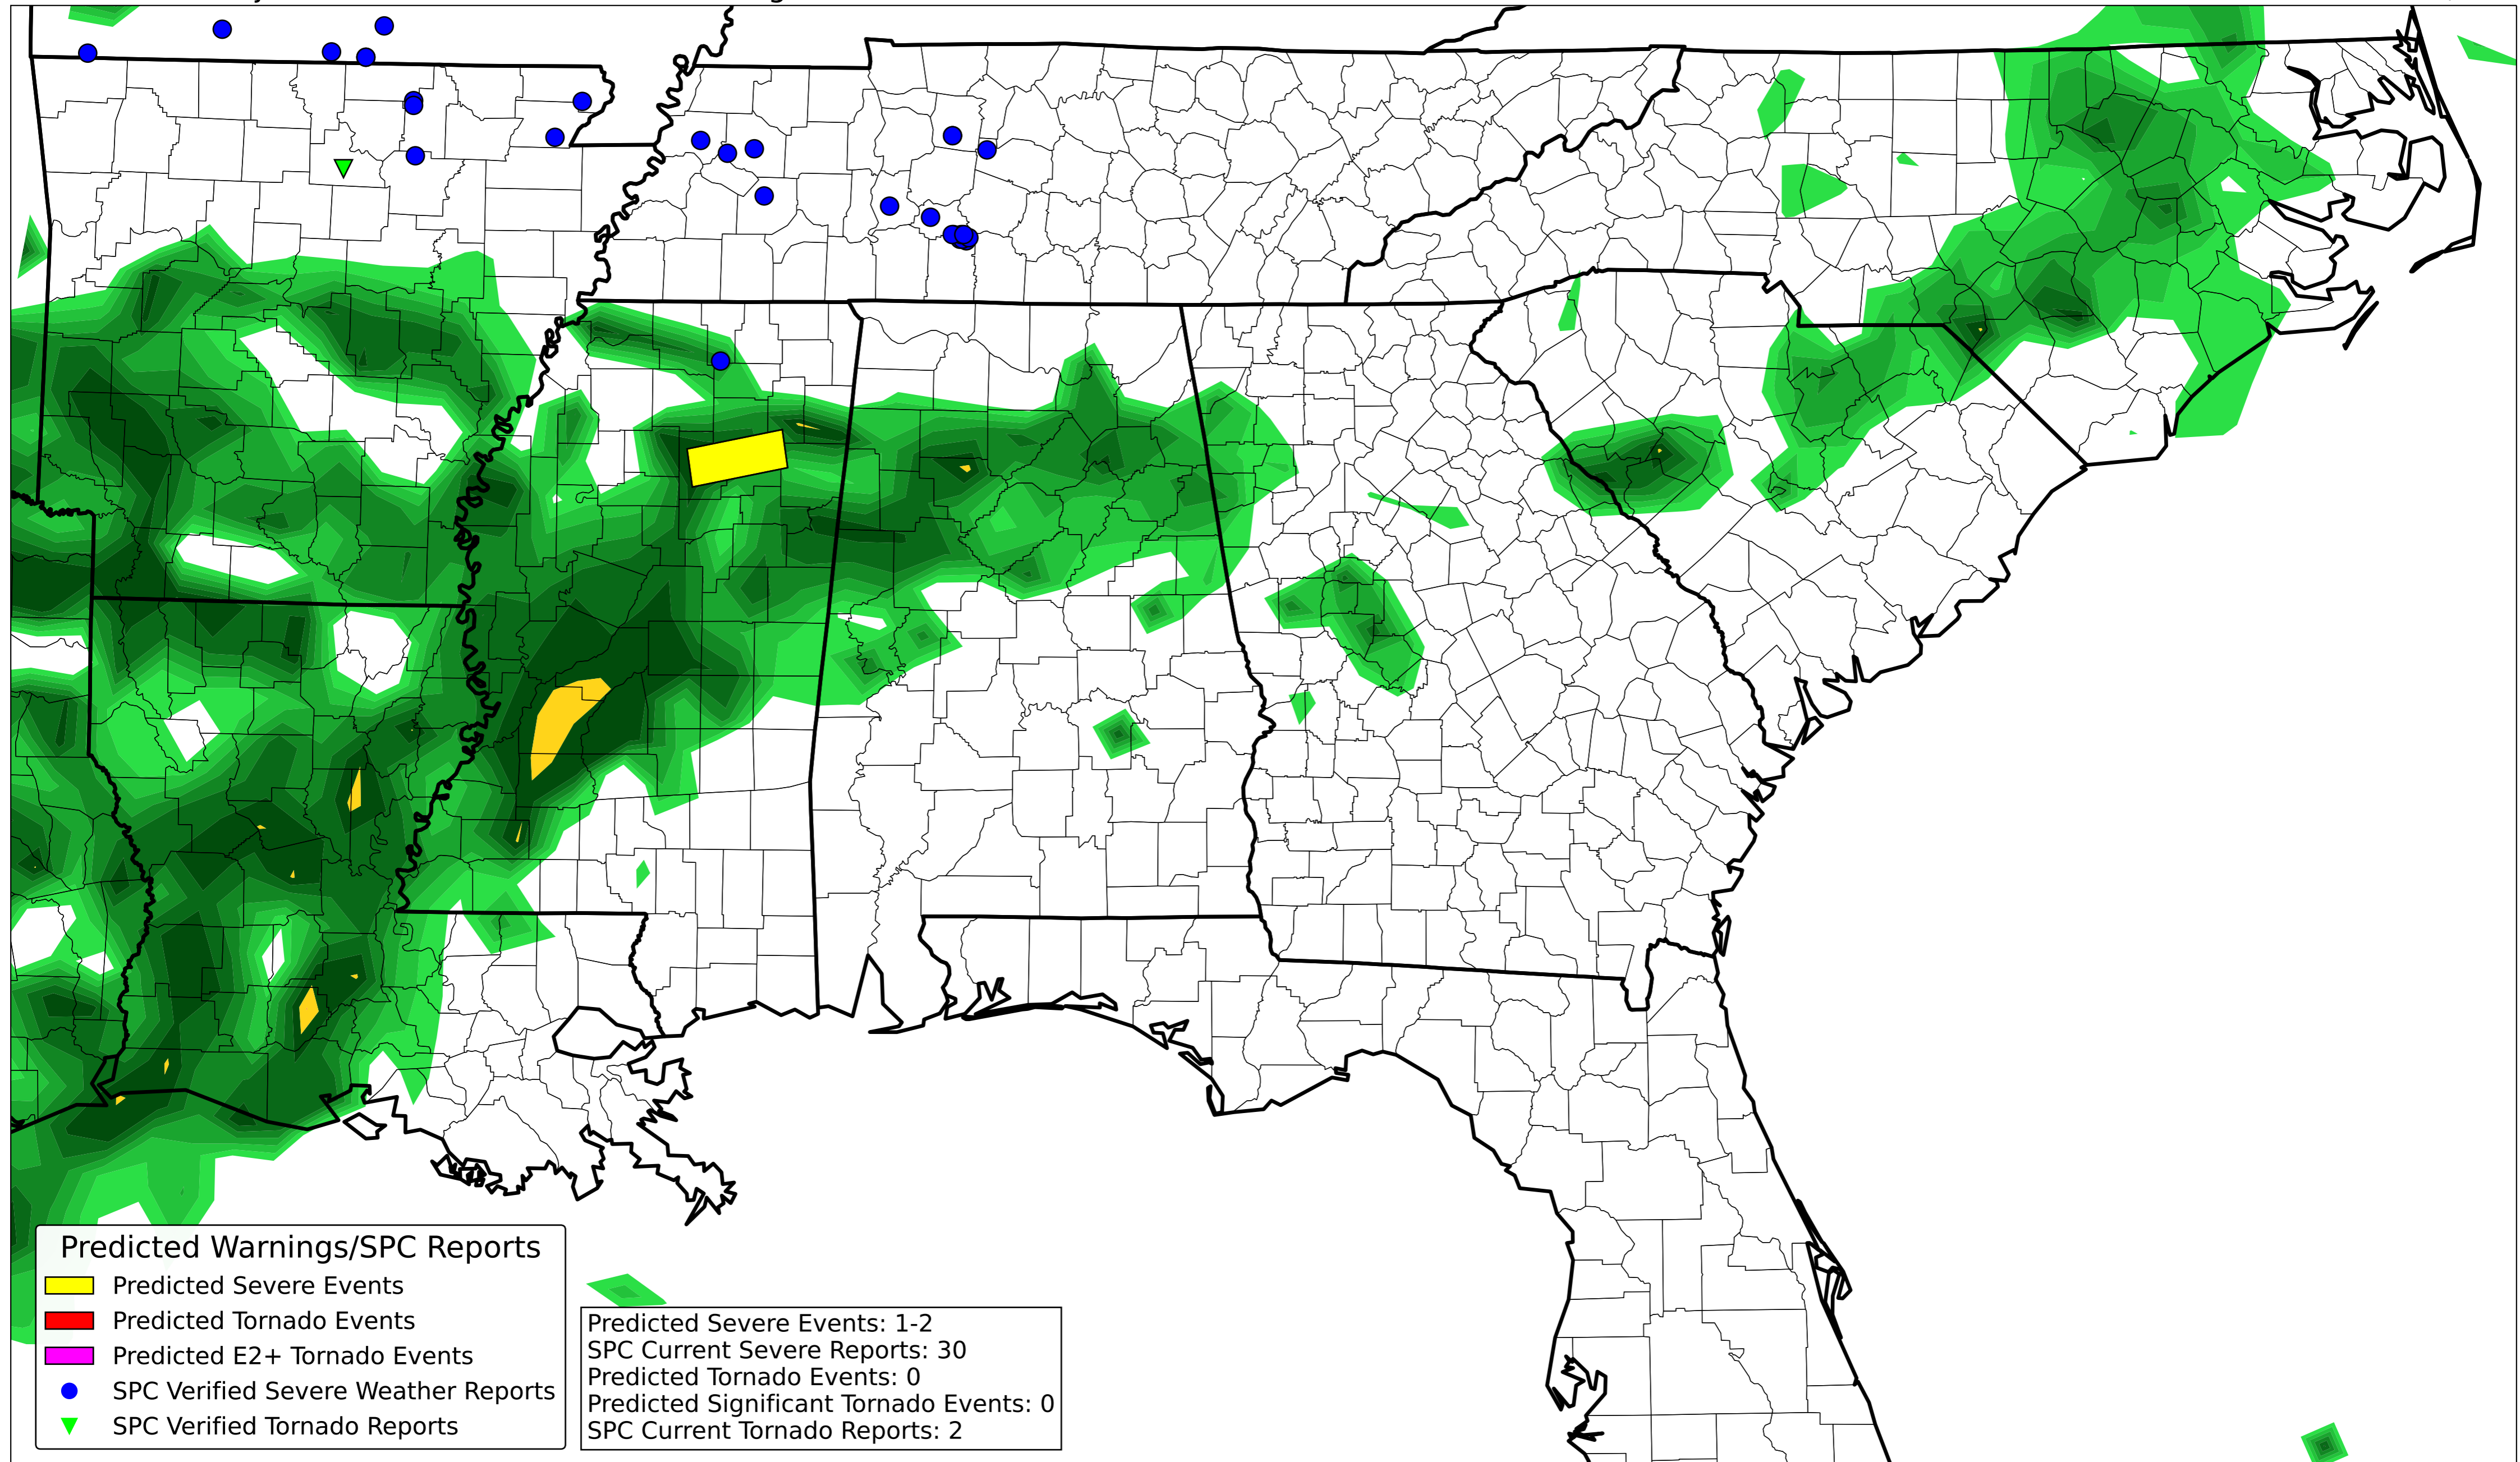 Predicted Warnings/SPC Reports
Predicted Severe Events
Predicted Tornado Events
Predicted E2+ Tornado Events
SPC Verified Severe Weather Reports
SPC Verified Tornado Reports
Predicted Severe Events: 1-2
SPC Current Severe Reports: 30
Predicted Tornado Events: 0
Predicted Significant Tornado Events: 0
SPC Current Tornado Reports: 2